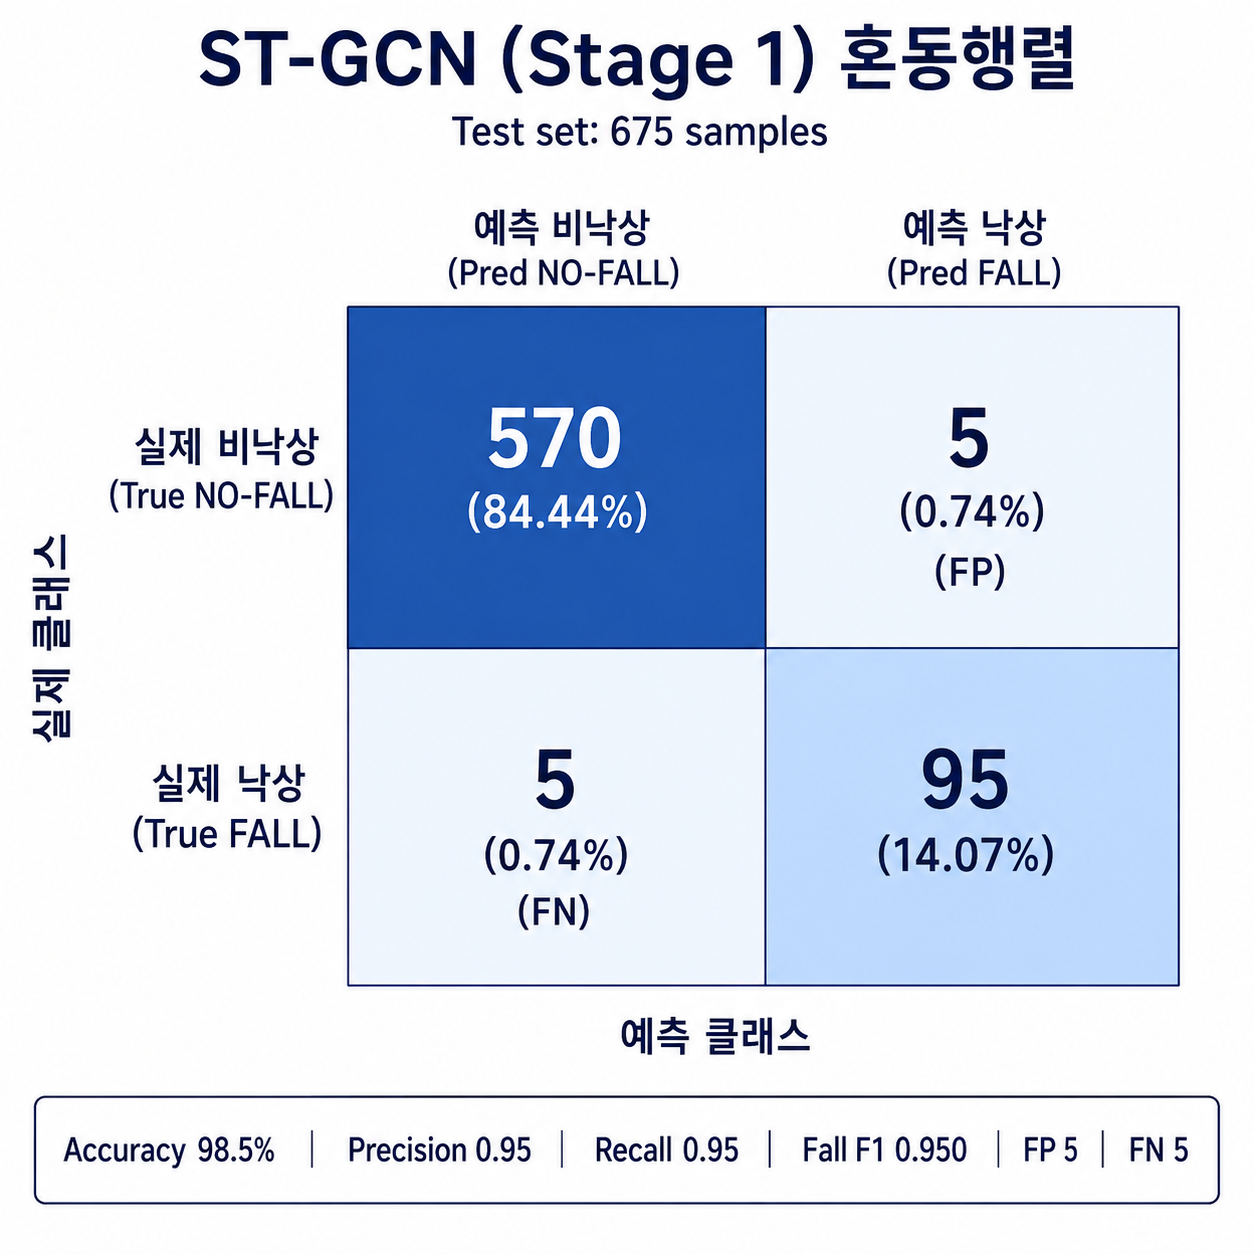 ST-GCN (Stage 1) 혼동행렬
Test set: 675 samples
예측 비낙상
(Pred NO-FALL)
예측 낙상
(Pred FALL)
실제 클래스
실제 비낙상
(True NO-FALL)
570
(84.44%)
5
(0.74%)
(FP)
실제 낙상
(True FALL)
5
(0.74%)
(FN)
95
(14.07%)
예측 클래스
Accuracy 98.5% | Precision 0.95 | Recall 0.95 | Fall F1 0.950 | FP 5 | FN 5